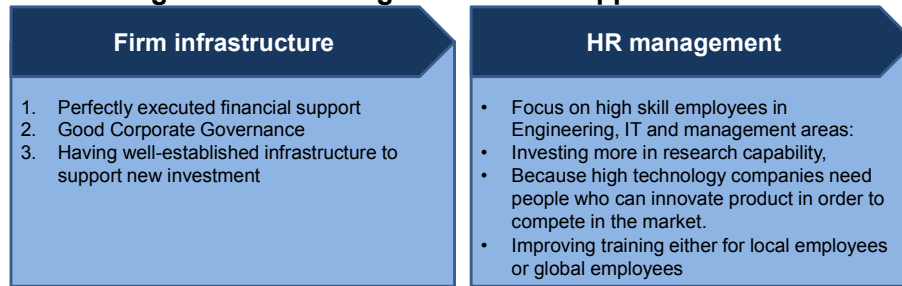 Firm infrastructure
1. Perfectly executed financial support
2. Good Corporate Governance
3. Having well-established infrastructure to
support new investment
HR management
• Focus on high skill employees in
Engineering, IT and management areas:
• Investing more in research capability,
• Because high technology companies need
people who can innovate product in order to
compete in the market.
• Improving training either for local employees
or global employees